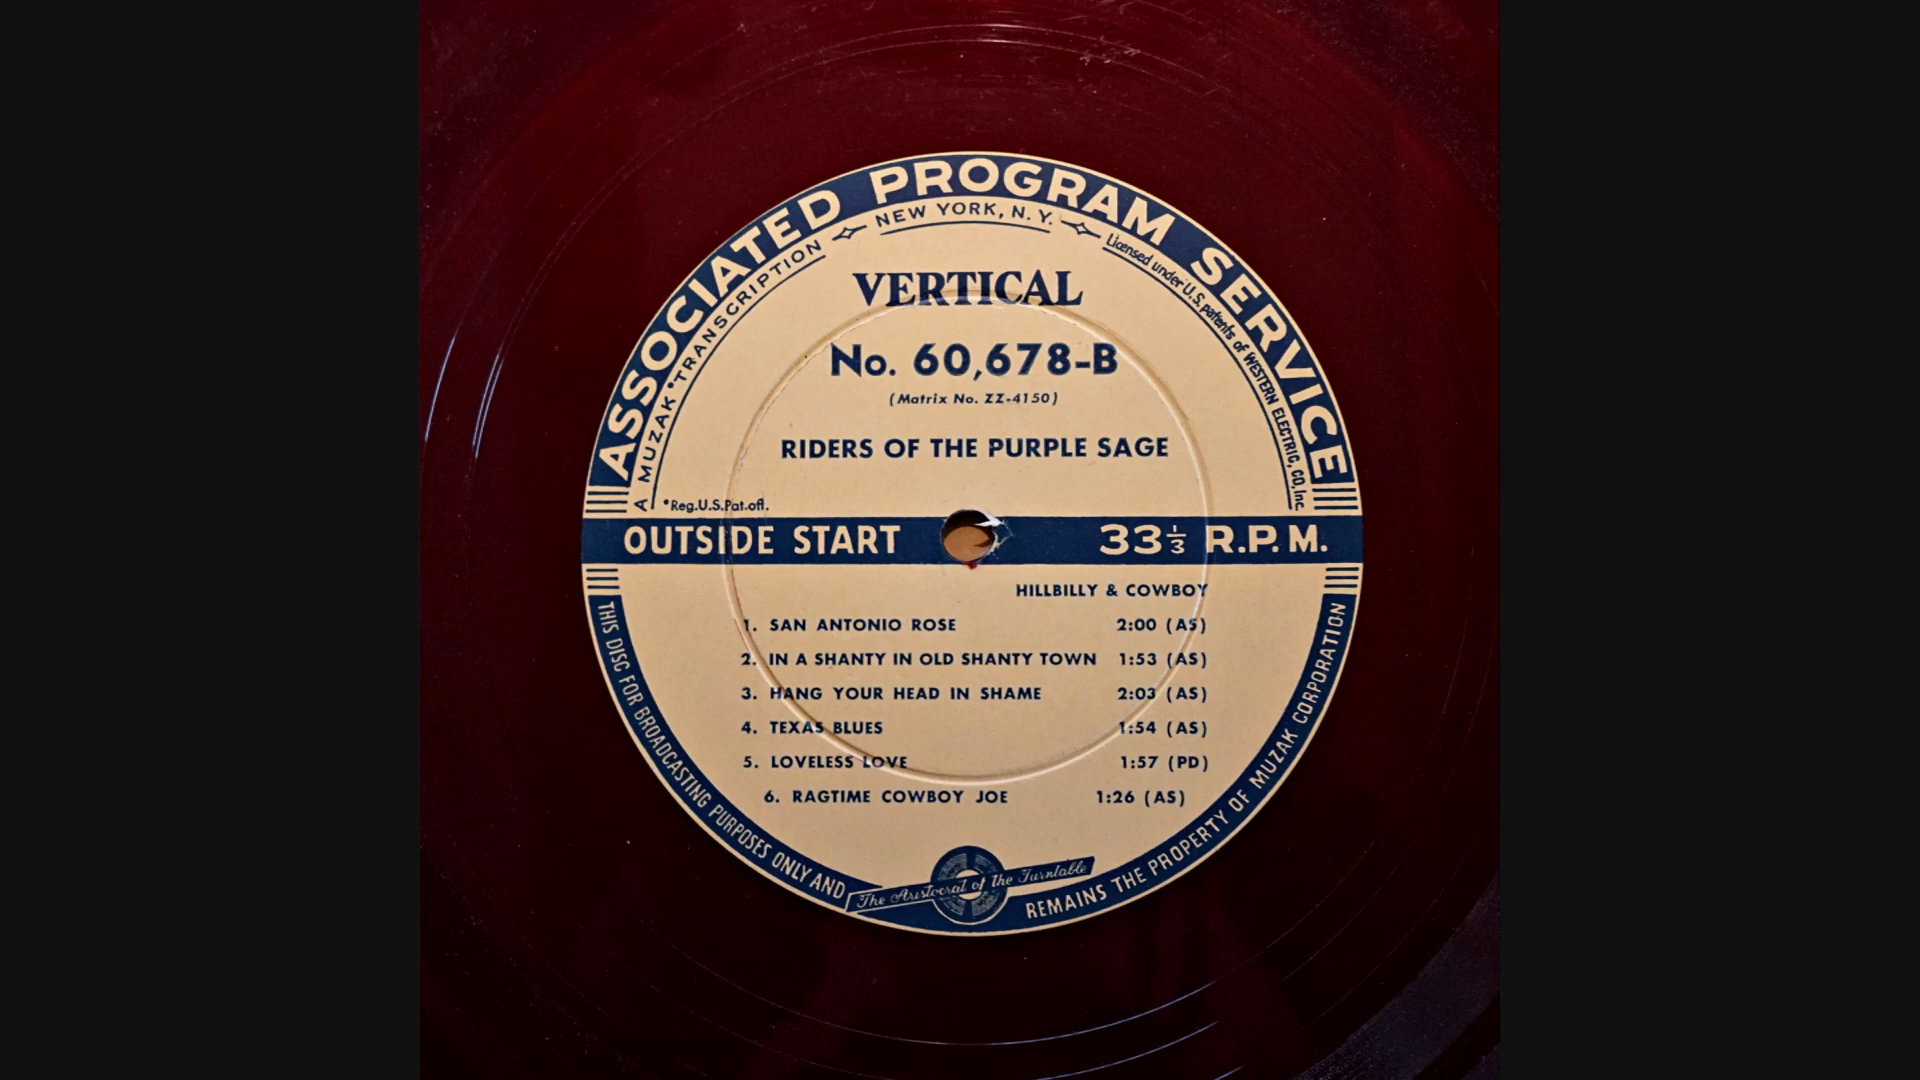 ASSOCIATED PROGRAM SERVICE
A MUZAK*TRANSCRIPTION
NEW YORK, N.Y.
Licensed under U.S. patents of WESTERN ELECTRIC, CO, Inc.
VERTICAL
No. 60,678-B
(Matrix No. ZZ-4150)
RIDERS OF THE PURPLE SAGE
*Reg.U.S.Pat.off.
OUTSIDE START 33⅓ R.P.M.
HILLBILLY & COWBOY
1. SAN ANTONIO ROSE 2:00 (AS)
2. IN A SHANTY IN OLD SHANTY TOWN 1:53 (AS)
3. HANG YOUR HEAD IN SHAME 2:03 (AS)
4. TEXAS BLUES 1:54 (AS)
5. LOVELESS LOVE 1:57 (PD)
6. RAGTIME COWBOY JOE 1:26 (AS)
THIS DISC FOR BROADCASTING PURPOSES ONLY AND
The Aristocrat of the Turntable
REMAINS THE PROPERTY OF MUZAK CORPORATION